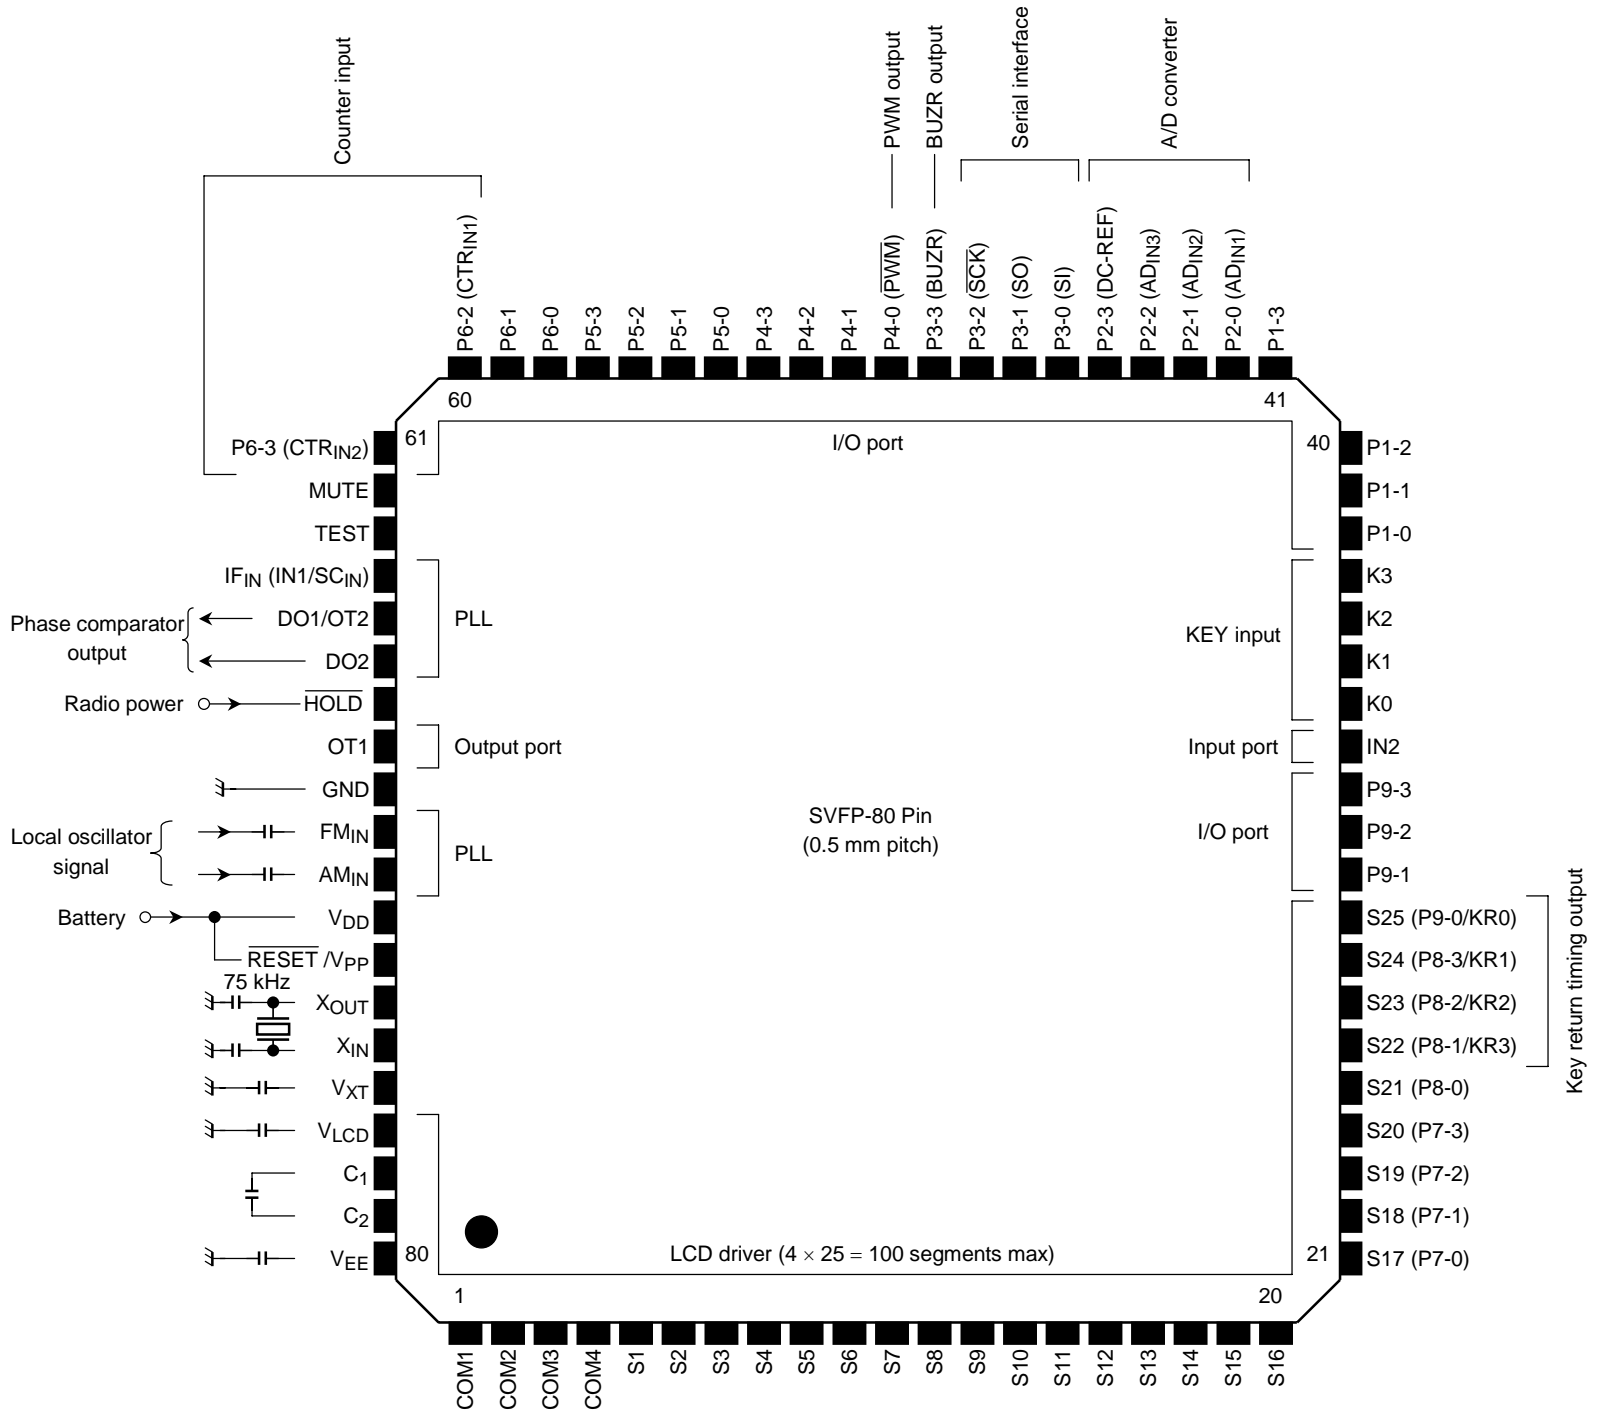 Counter input
PWM output
BUZR output
Serial interface
A/D converter
P6-2 (CTRIN1)
P6-1
P6-0
P5-3
P5-2
P5-1
P5-0
P4-3
P4-2
P4-1
P4-0 (PWM)
P3-3 (BUZR)
P3-2 (SCK)
P3-1 (SO)
P3-0 (SI)
P2-3 (DC-REF)
P2-2 (ADIN3)
P2-1 (ADIN2)
P2-0 (ADIN1)
P1-3
60
41
61
I/O port
40
P6-3 (CTRIN2)
MUTE
TEST
IFIN (IN1/SCIN)
DO1/OT2
DO2
HOLD
OT1
GND
FMIN
AMIN
VDD
RESET /VPP
75 kHz
XOUT
XIN
VXT
VLCD
C1
C2
VEE
Phase comparator
output
Radio power
Local oscillator
signal
Battery
PLL
Output port
PLL
SVFP-80 Pin
(0.5 mm pitch)
KEY input
Input port
I/O port
P1-2
P1-1
P1-0
K3
K2
K1
K0
IN2
P9-3
P9-2
P9-1
S25 (P9-0/KR0)
S24 (P8-3/KR1)
S23 (P8-2/KR2)
S22 (P8-1/KR3)
S21 (P8-0)
S20 (P7-3)
S19 (P7-2)
S18 (P7-1)
S17 (P7-0)
Key return timing output
80
LCD driver (4 × 25 = 100 segments max)
21
1
20
COM1
COM2
COM3
COM4
S1
S2
S3
S4
S5
S6
S7
S8
S9
S10
S11
S12
S13
S14
S15
S16